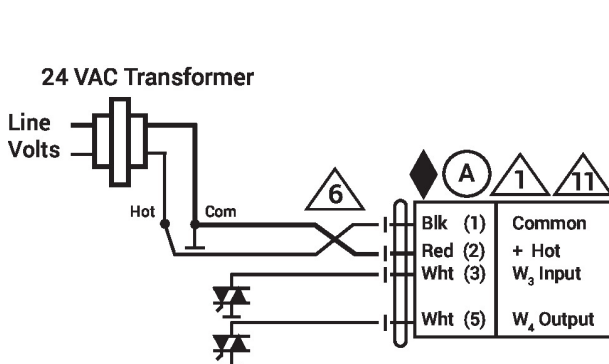 24 VAC Transformer
Line
Volts
Hot
Com
6
A
1
11
Blk (1) Common
Red (2) + Hot
Wht (3) W₃ Input
Wht (5) W₄ Output